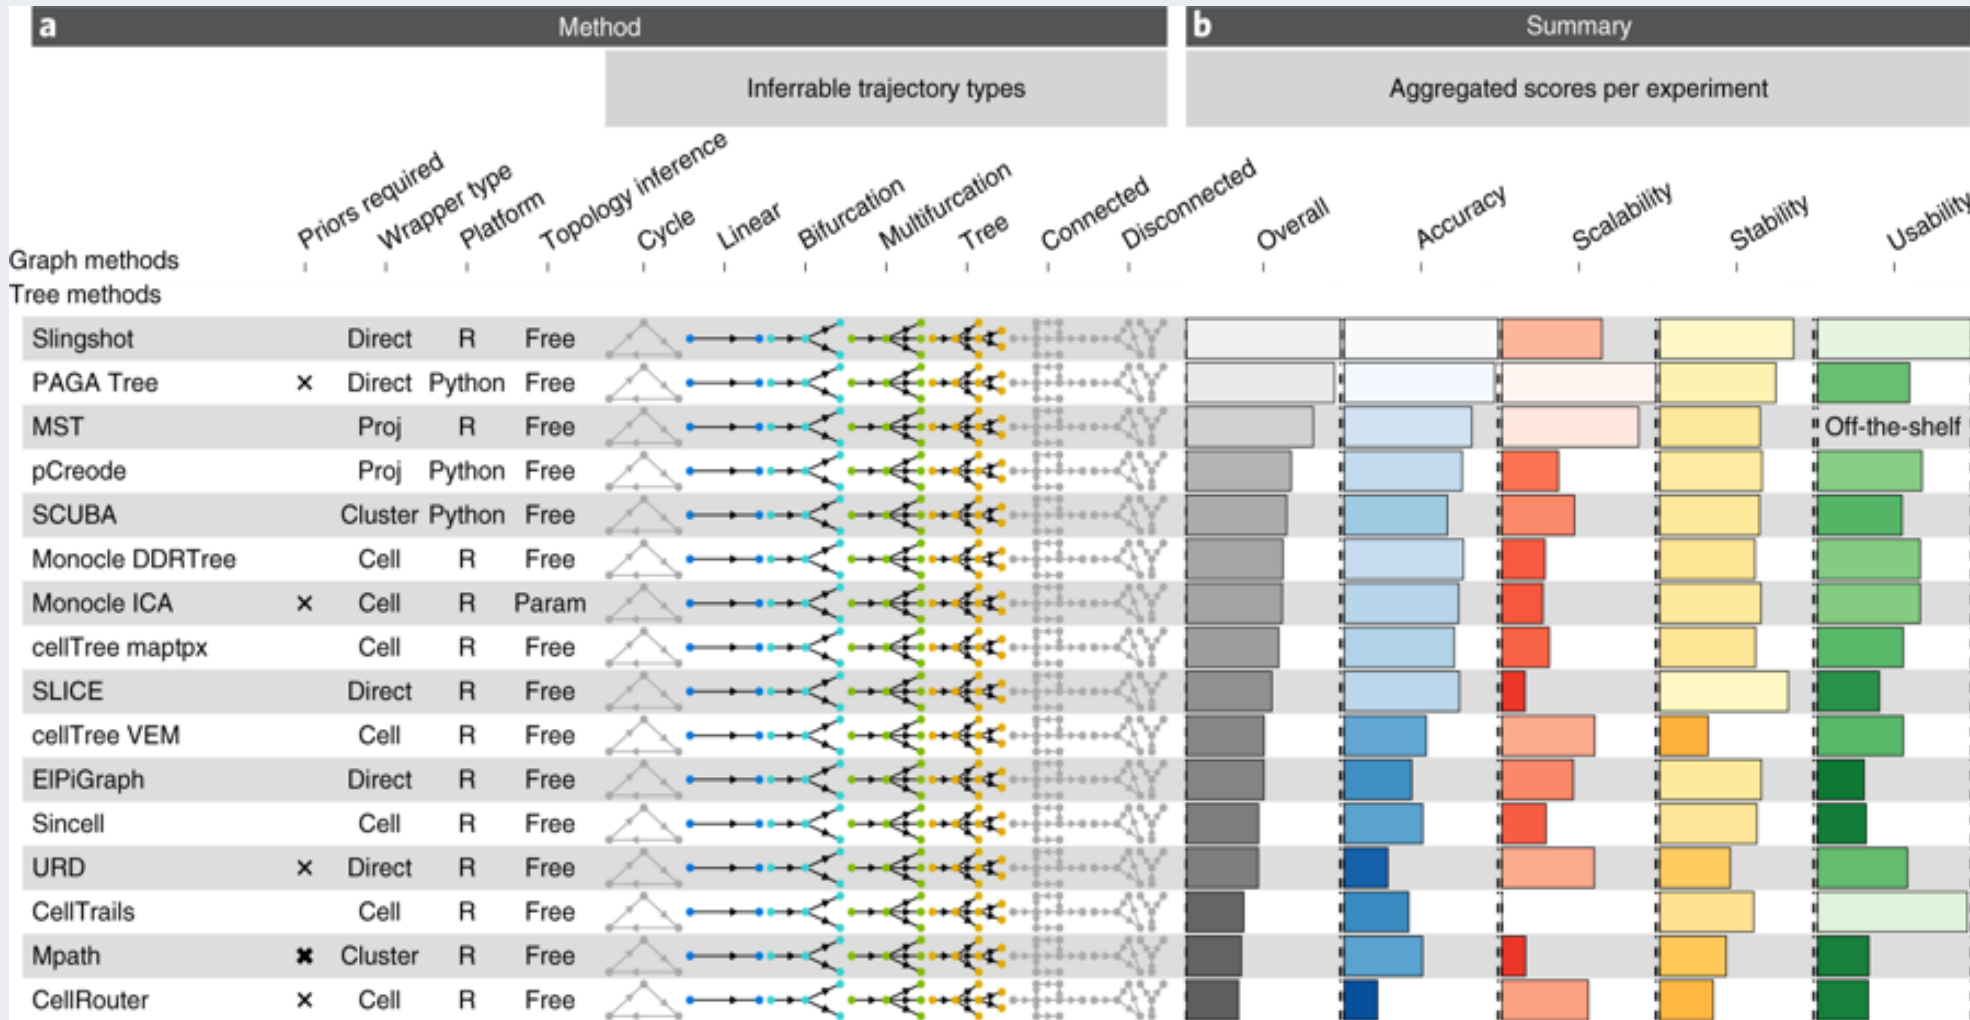 a Method b Summary
Inferrable trajectory types Aggregated scores per experiment
Priors required Wrapper type Platform Topology inference Cycle Linear Bifurcation Multifurcation Tree Connected Disconnected Overall Accuracy Scalability Stability Usability
Graph methods
Tree methods
Slingshot Direct R Free
PAGA Tree × Direct Python Free
MST Proj R Free Off-the-shelf
pCreode Proj Python Free
SCUBA Cluster Python Free
Monocle DDRTree Cell R Free
Monocle ICA × Cell R Param
cellTree maptpx Cell R Free
SLICE Direct R Free
cellTree VEM Cell R Free
ElPiGraph Direct R Free
Sincell Cell R Free
URD × Direct R Free
CellTrails Cell R Free
Mpath ✖ Cluster R Free
CellRouter × Cell R Free